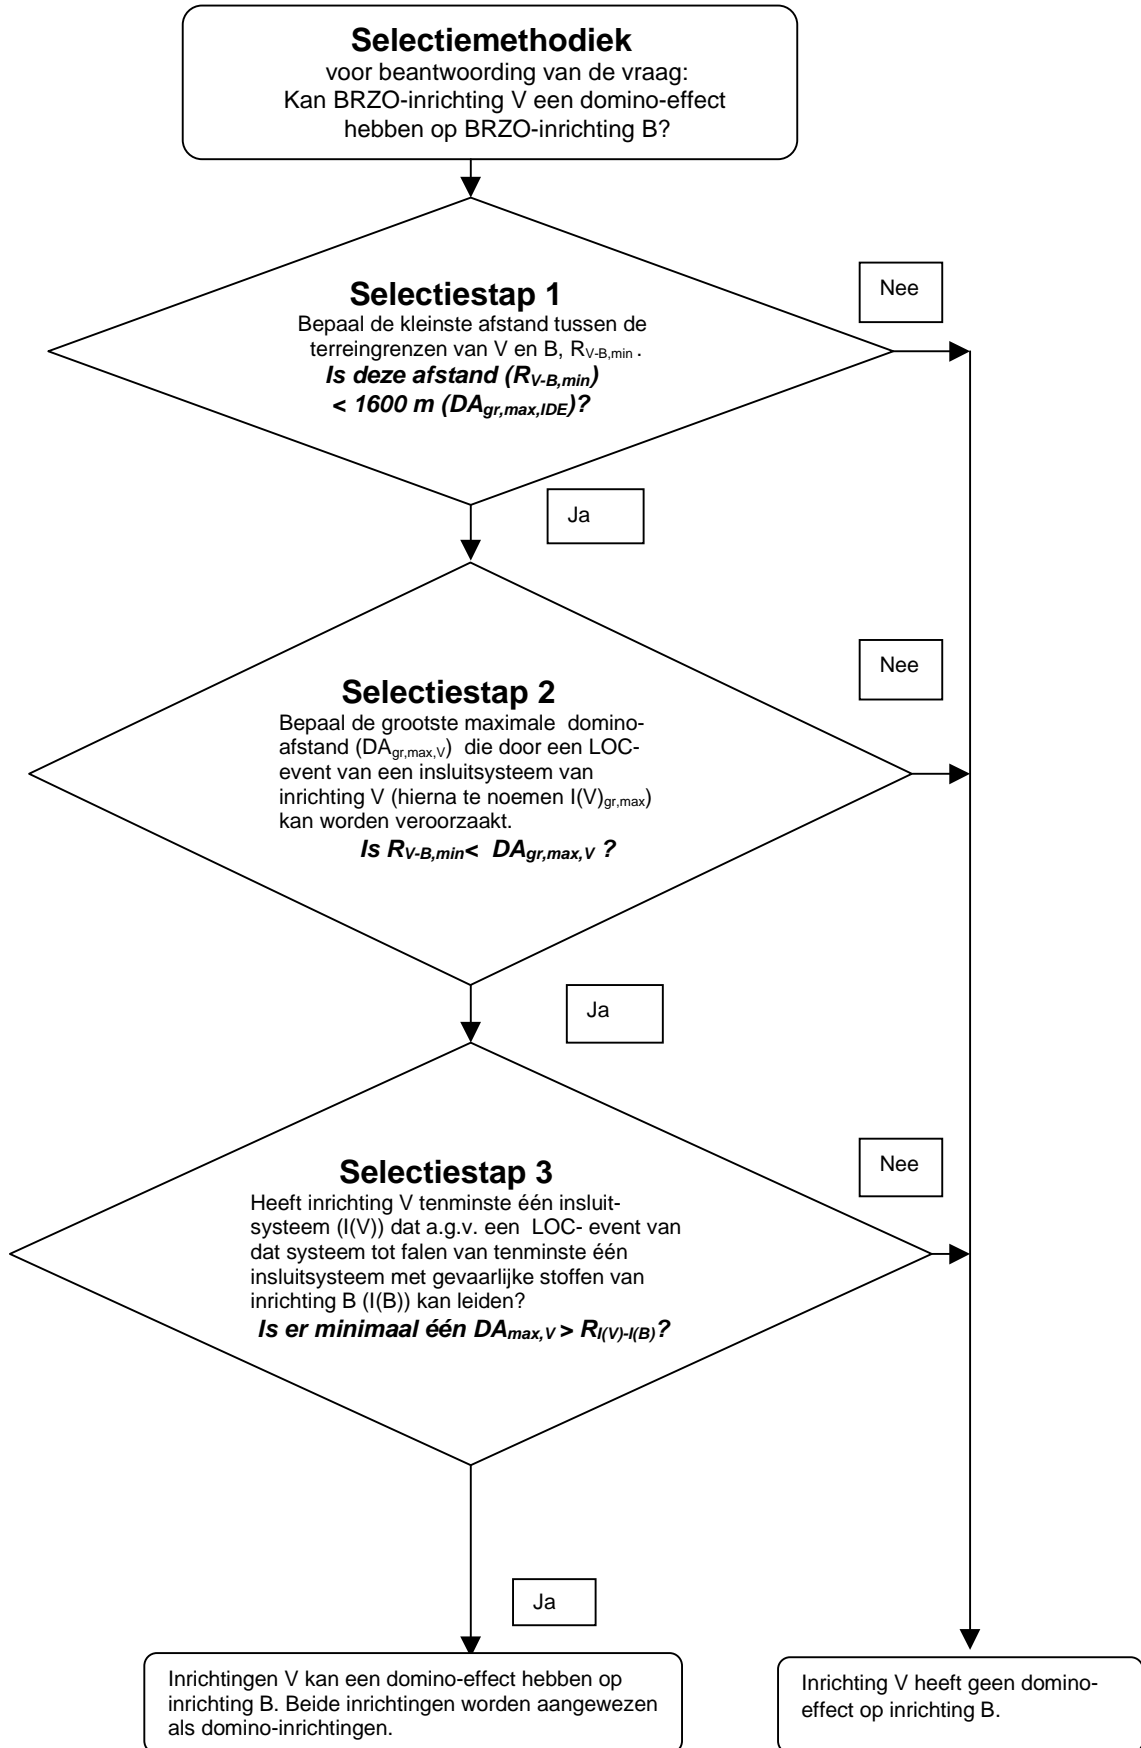 Selectiemethodiek
voor beantwoording van de vraag:
Kan BRZO-inrichting V een domino-effect
hebben op BRZO-inrichting B?
Nee
Selectiestap 1
Bepaal de kleinste afstand tussen de
terreingrenzen van V en B, RV-B,min .
Is deze afstand (RV-B,min)
< 1600 m (DAgr,max,IDE)?
Ja
Nee
Selectiestap 2
Bepaal de grootste maximale domino-
afstand (DAgr,max,V) die door een LOC-
event van een insluitsysteem van
inrichting V (hierna te noemen I(V)gr,max)
kan worden veroorzaakt.
Is RV-B,min< DAgr,max,V ?
Ja
Nee
Selectiestap 3
Heeft inrichting V tenminste één insluit-
systeem (I(V)) dat a.g.v. een LOC- event van
dat systeem tot falen van tenminste één
insluitsysteem met gevaarlijke stoffen van
inrichting B (I(B)) kan leiden?
Is er minimaal één DAmax,V > RI(V)-I(B)?
Ja
Inrichtingen V kan een domino-effect hebben op
inrichting B. Beide inrichtingen worden aangewezen
als domino-inrichtingen.
Inrichting V heeft geen domino-
effect op inrichting B.